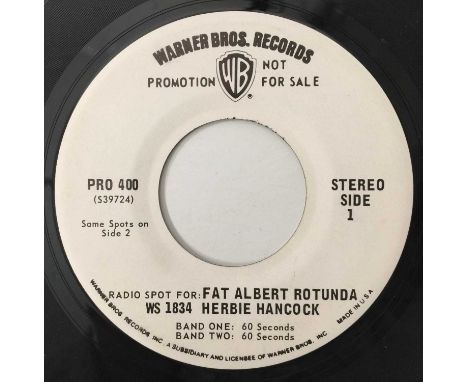 WARNER BROS. RECORDS
PROMOTION NOT FOR SALE
WB
®
PRO 400
(S39724)
Same Spots on
Side 2
STEREO
SIDE
1
RADIO SPOT FOR: FAT ALBERT ROTUNDA
WS 1834 HERBIE HANCOCK
BAND ONE: 60 Seconds
BAND TWO: 60 Seconds
WARNER BROS. RECORDS INC. A SUBSIDIARY AND LICENSEE OF WARNER BROS., INC. MADE IN U.S.A.